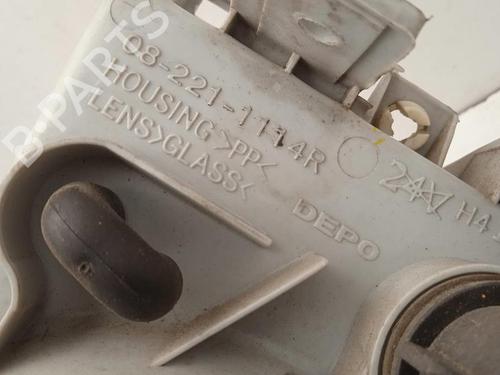 08-221-1114R
HOUSING>PP<
LENS>GLASS<
DEPO
H4
B-PARTS